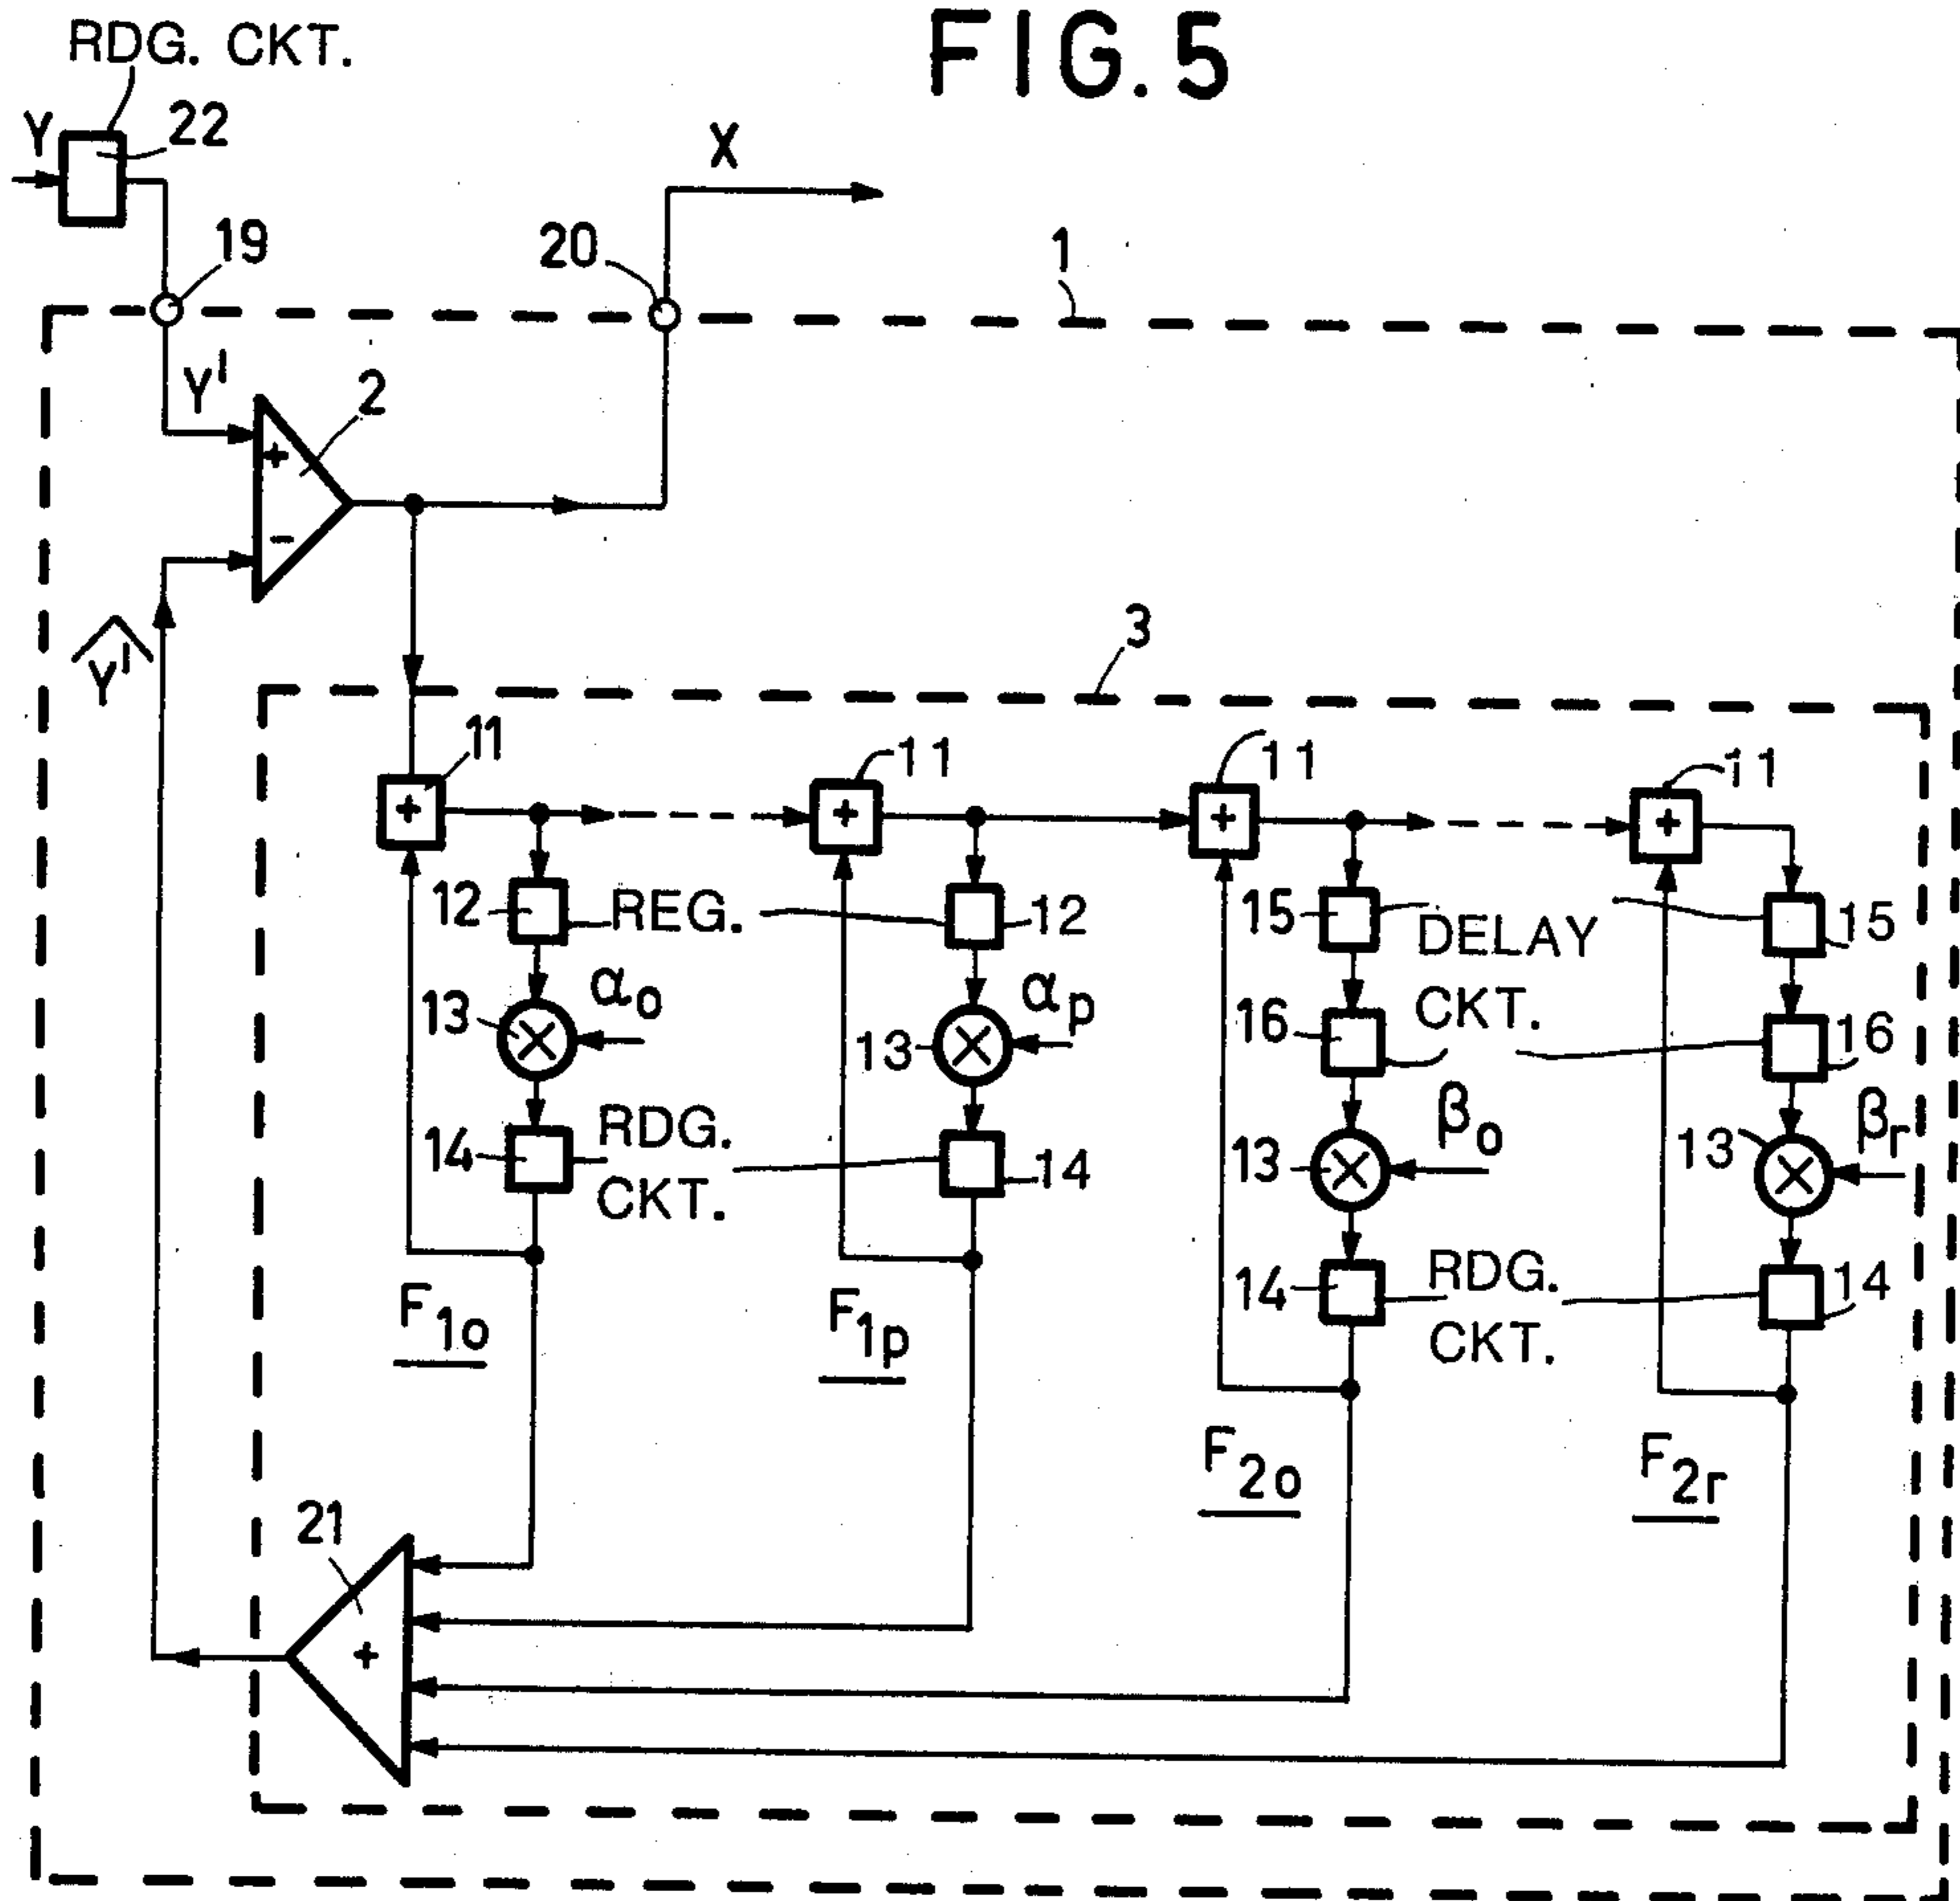 FIG. 5
RDG. CKT.
Y
22
X
19
20
1
Y'
2
+
-
Ŷ'
3
11
11
11
11
+
+
+
+
12
REG.
12
15
DELAY
CKT.
15
13
α₀
13
αp
16
16
14
RDG.
CKT.
14
13
β₀
13
βr
14
RDG.
CKT.
14
F₁₀
F1p
F₂₀
F2r
21
+